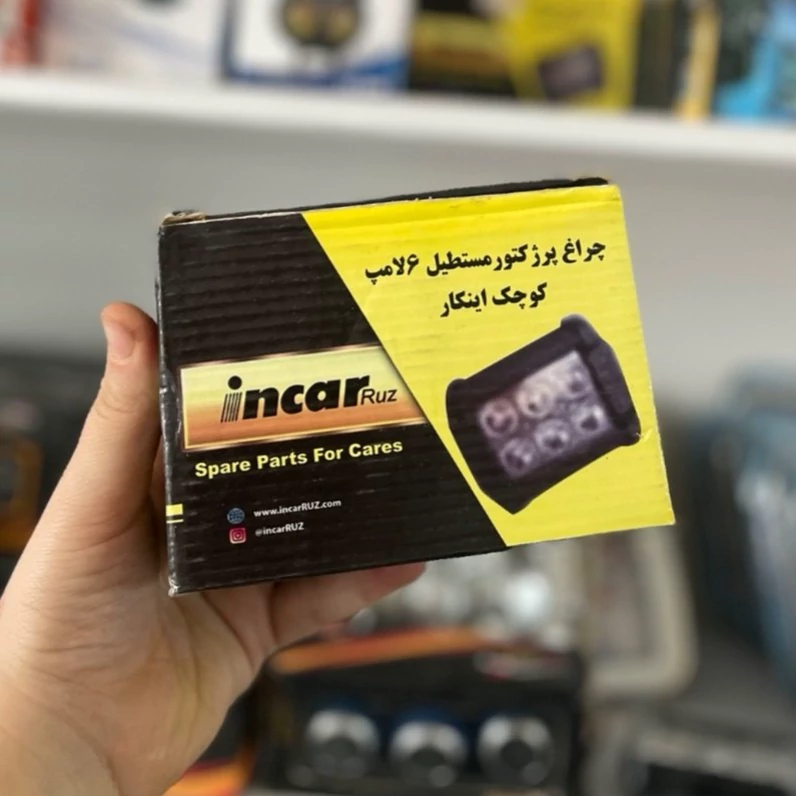 چراغ پرژکتور مستطیل ۶لامپ
کوچک اینکار
incar Ruz
Spare Parts For Cares
www.incarRUZ.com
@incarRUZ